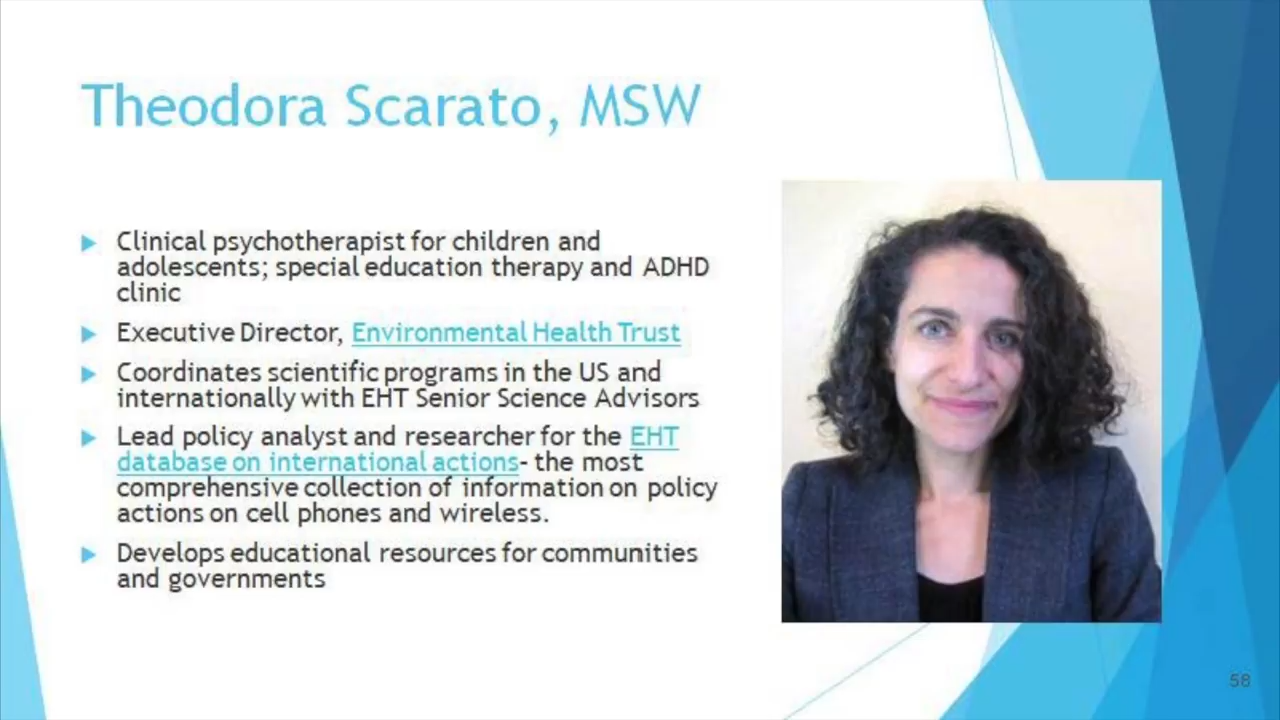 Theodora Scarato, MSW
Clinical psychotherapist for children and
adolescents; special education therapy and ADHD
clinic
Executive Director, Environmental Health Trust
Coordinates scientific programs in the US and
internationally with EHT Senior Science Advisors
Lead policy analyst and researcher for the EHT
database on international actions- the most
comprehensive collection of information on policy
actions on cell phones and wireless.
Develops educational resources for communities
and governments
58